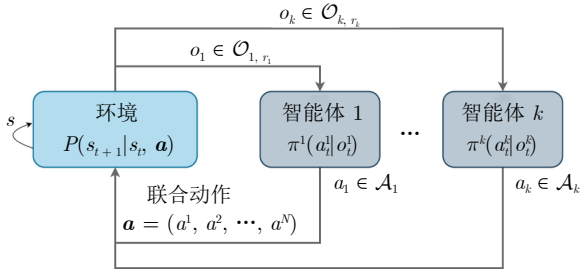 o_k ∈ 𝒪_{k, r_k}
o_1 ∈ 𝒪_{1, r_1}
环境
P(s_{t+1}|s_t, a)
s
智能体 1
π^1(a_t^1|o_t^1)
...
智能体 k
π^k(a_t^k|o_t^k)
联合动作
a = (a^1, a^2, ···, a^N)
a_1 ∈ 𝒜_1
a_k ∈ 𝒜_k